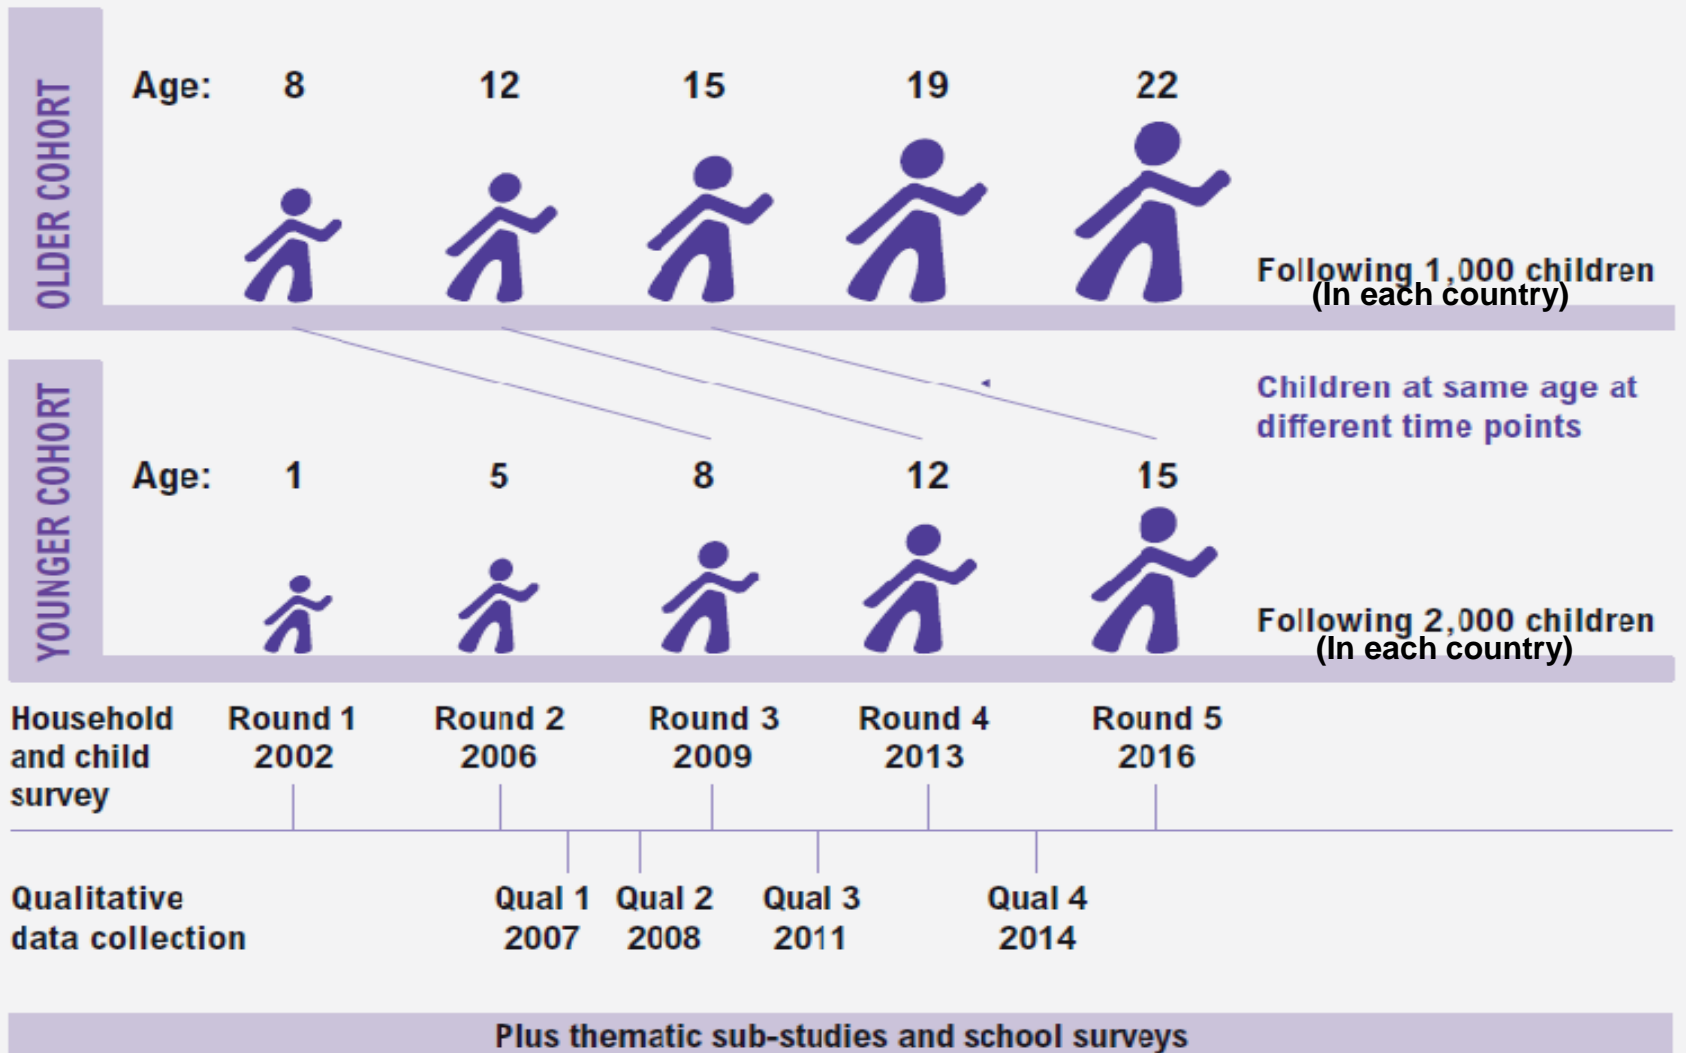 OLDER COHORT
Age: 8 12 15 19 22
Following 1,000 children
(In each country)
Children at same age at
different time points
YOUNGER COHORT
Age: 1 5 8 12 15
Following 2,000 children
(In each country)
Household
and child
survey
Round 1
2002
Round 2
2006
Round 3
2009
Round 4
2013
Round 5
2016
Qualitative
data collection
Qual 1
2007
Qual 2
2008
Qual 3
2011
Qual 4
2014
Plus thematic sub-studies and school surveys